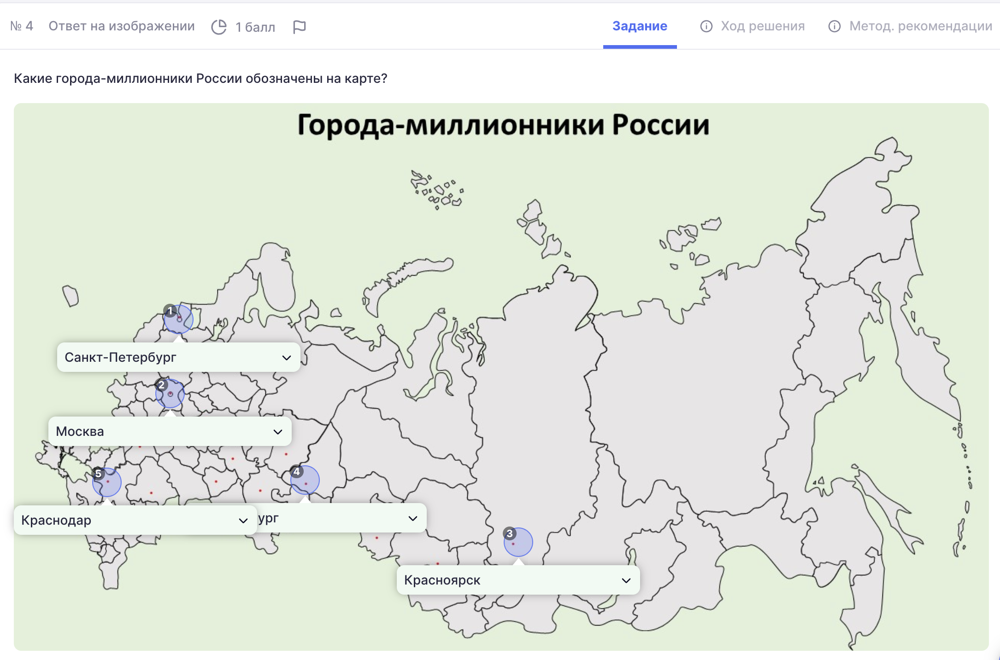 № 4 Ответ на изображении 1 балл Задание Ход решения Метод. рекомендации
Какие города-миллионники России обозначены на карте?
Города-миллионники России
1
Санкт-Петербург
2
Москва
5
4
Краснодар
ург
3
Красноярск